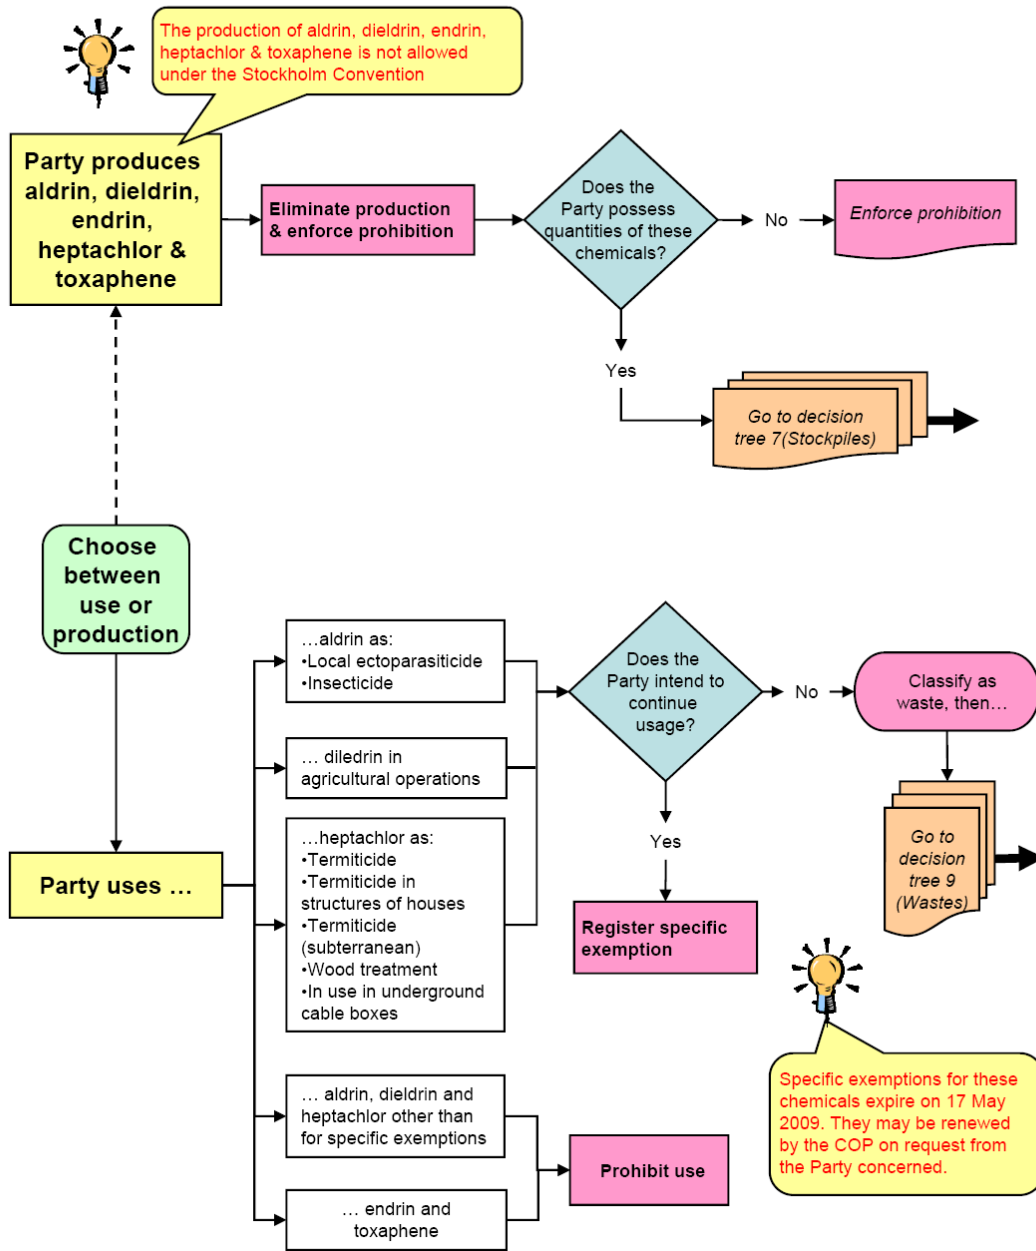 The production of aldrin, dieldrin, endrin,
heptachlor & toxaphene is not allowed
under the Stockholm Convention
Party produces
aldrin, dieldrin,
endrin,
heptachlor &
toxaphene
Eliminate production
& enforce prohibition
Does the
Party possess
quantities of these
chemicals?
No
Enforce prohibition
Yes
Go to decision
tree 7(Stockpiles)
Choose
between
use or
production
…aldrin as:
•Local ectoparasiticide
•Insecticide
Does the
Party intend to
continue
usage?
No
Classify as
waste, then…
… diledrin in
agricultural operations
Yes
Go to
decision
tree 9
(Wastes)
Party uses …
…heptachlor as:
•Termiticide
•Termiticide in
structures of houses
•Termiticide
(subterranean)
•Wood treatment
•In use in underground
cable boxes
Register specific
exemption
Specific exemptions for these
chemicals expire on 17 May
2009. They may be renewed
by the COP on request from
the Party concerned.
… aldrin, dieldrin and
heptachlor other than
for specific exemptions
Prohibit use
… endrin and
toxaphene